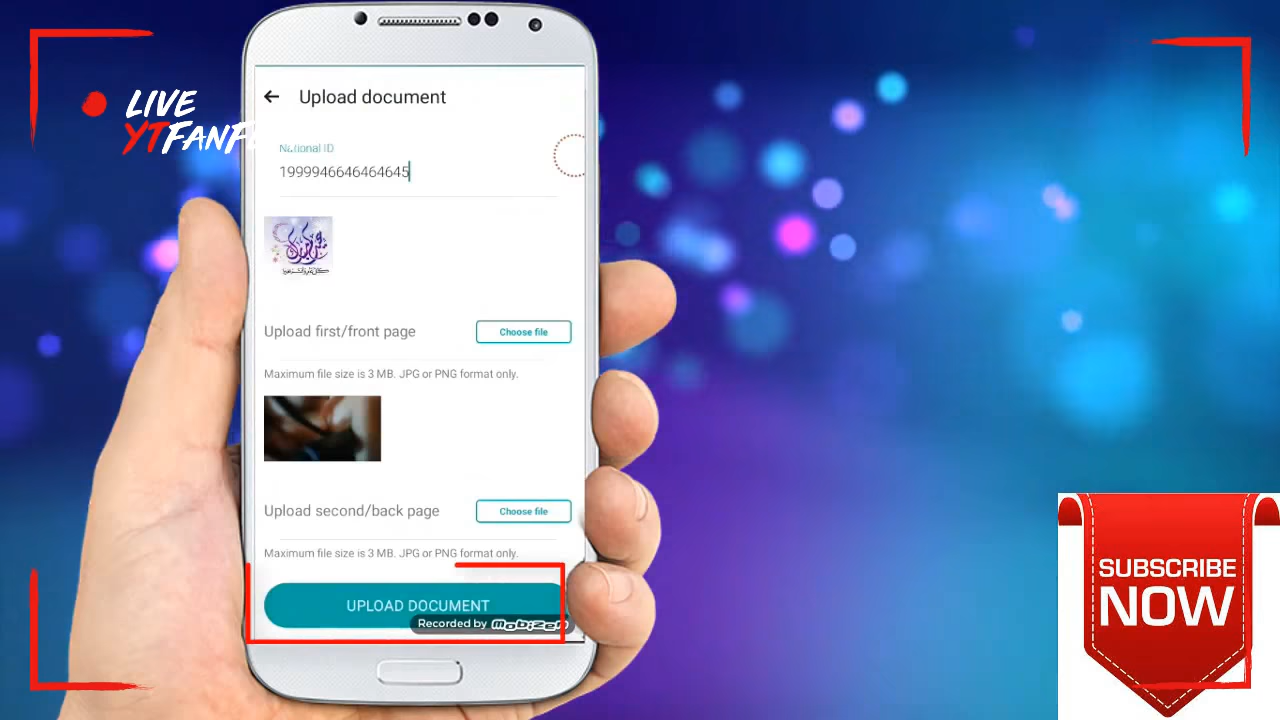 LIVE
YTFANF
Upload document
National ID
1999946646464645
Upload first/front page
Choose file
Maximum file size is 3 MB. JPG or PNG format only.
Upload second/back page
Choose file
Maximum file size is 3 MB. JPG or PNG format only.
UPLOAD DOCUMENT
Recorded by mobizen
SUBSCRIBE
NOW